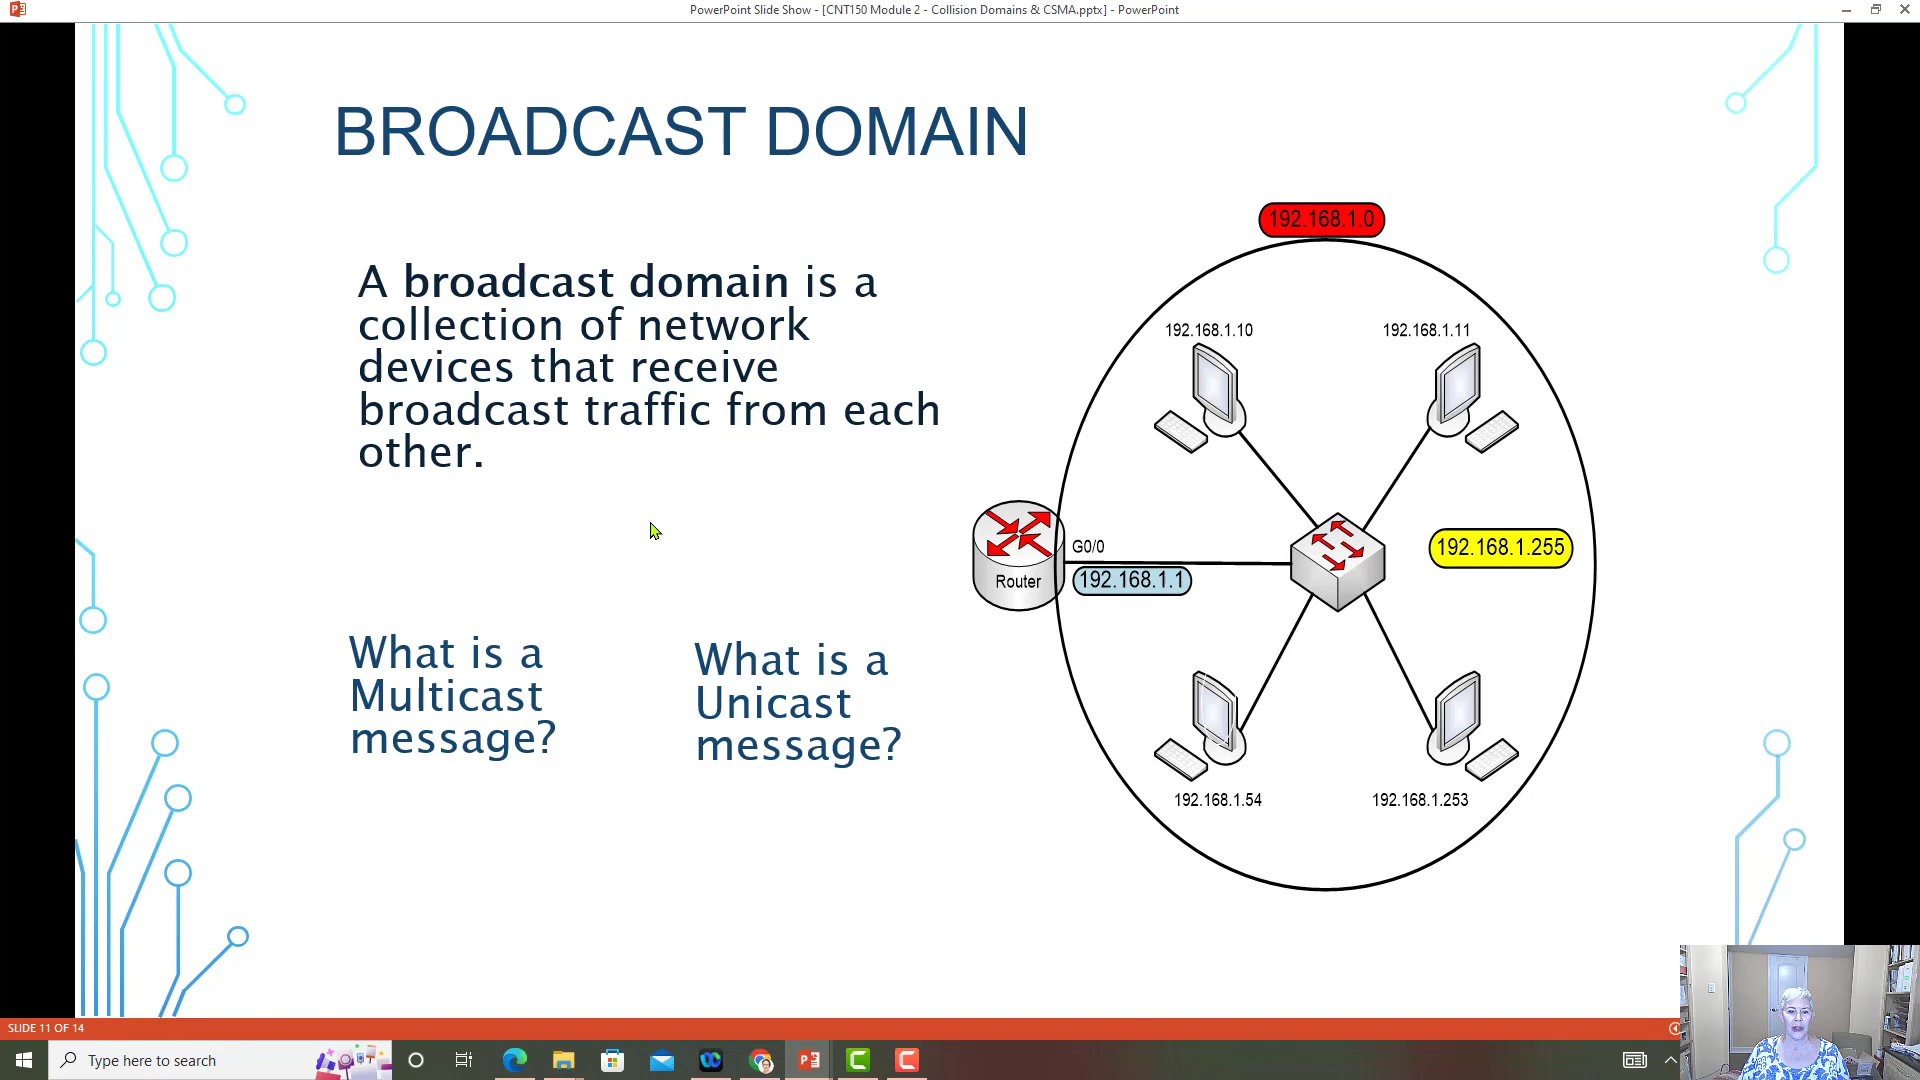 PowerPoint Slide Show - [CNT150 Module 2 - Collision Domains & CSMA.pptx] - PowerPoint
BROADCAST DOMAIN
A broadcast domain is a
collection of network
devices that receive
broadcast traffic from each
other.
What is a
Multicast
message?
What is a
Unicast
message?
192.168.1.0
192.168.1.10
192.168.1.11
G0/0
192.168.1.255
Router
192.168.1.1
192.168.1.54
192.168.1.253
SLIDE 11 OF 14
Type here to search